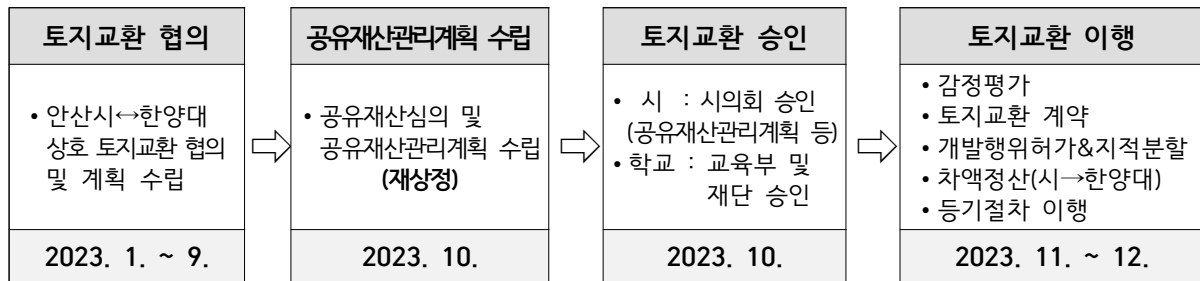 토지교환 협의
• 안산시↔한양대
상호 토지교환 협의
및 계획 수립
2023. 1. ~ 9.
공유재산관리계획 수립
• 공유재산심의 및
공유재산관리계획 수립
(재상정)
2023. 10.
토지교환 승인
• 시 : 시의회 승인
(공유재산관리계획 등)
• 학교 : 교육부 및
재단 승인
2023. 10.
토지교환 이행
• 감정평가
• 토지교환 계약
• 개발행위허가&지적분할
• 차액정산(시→한양대)
• 등기절차 이행
2023. 11. ~ 12.